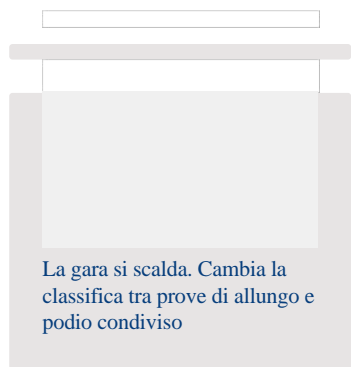 La gara si scalda. Cambia la
classifica tra prove di allungo e
podio condiviso